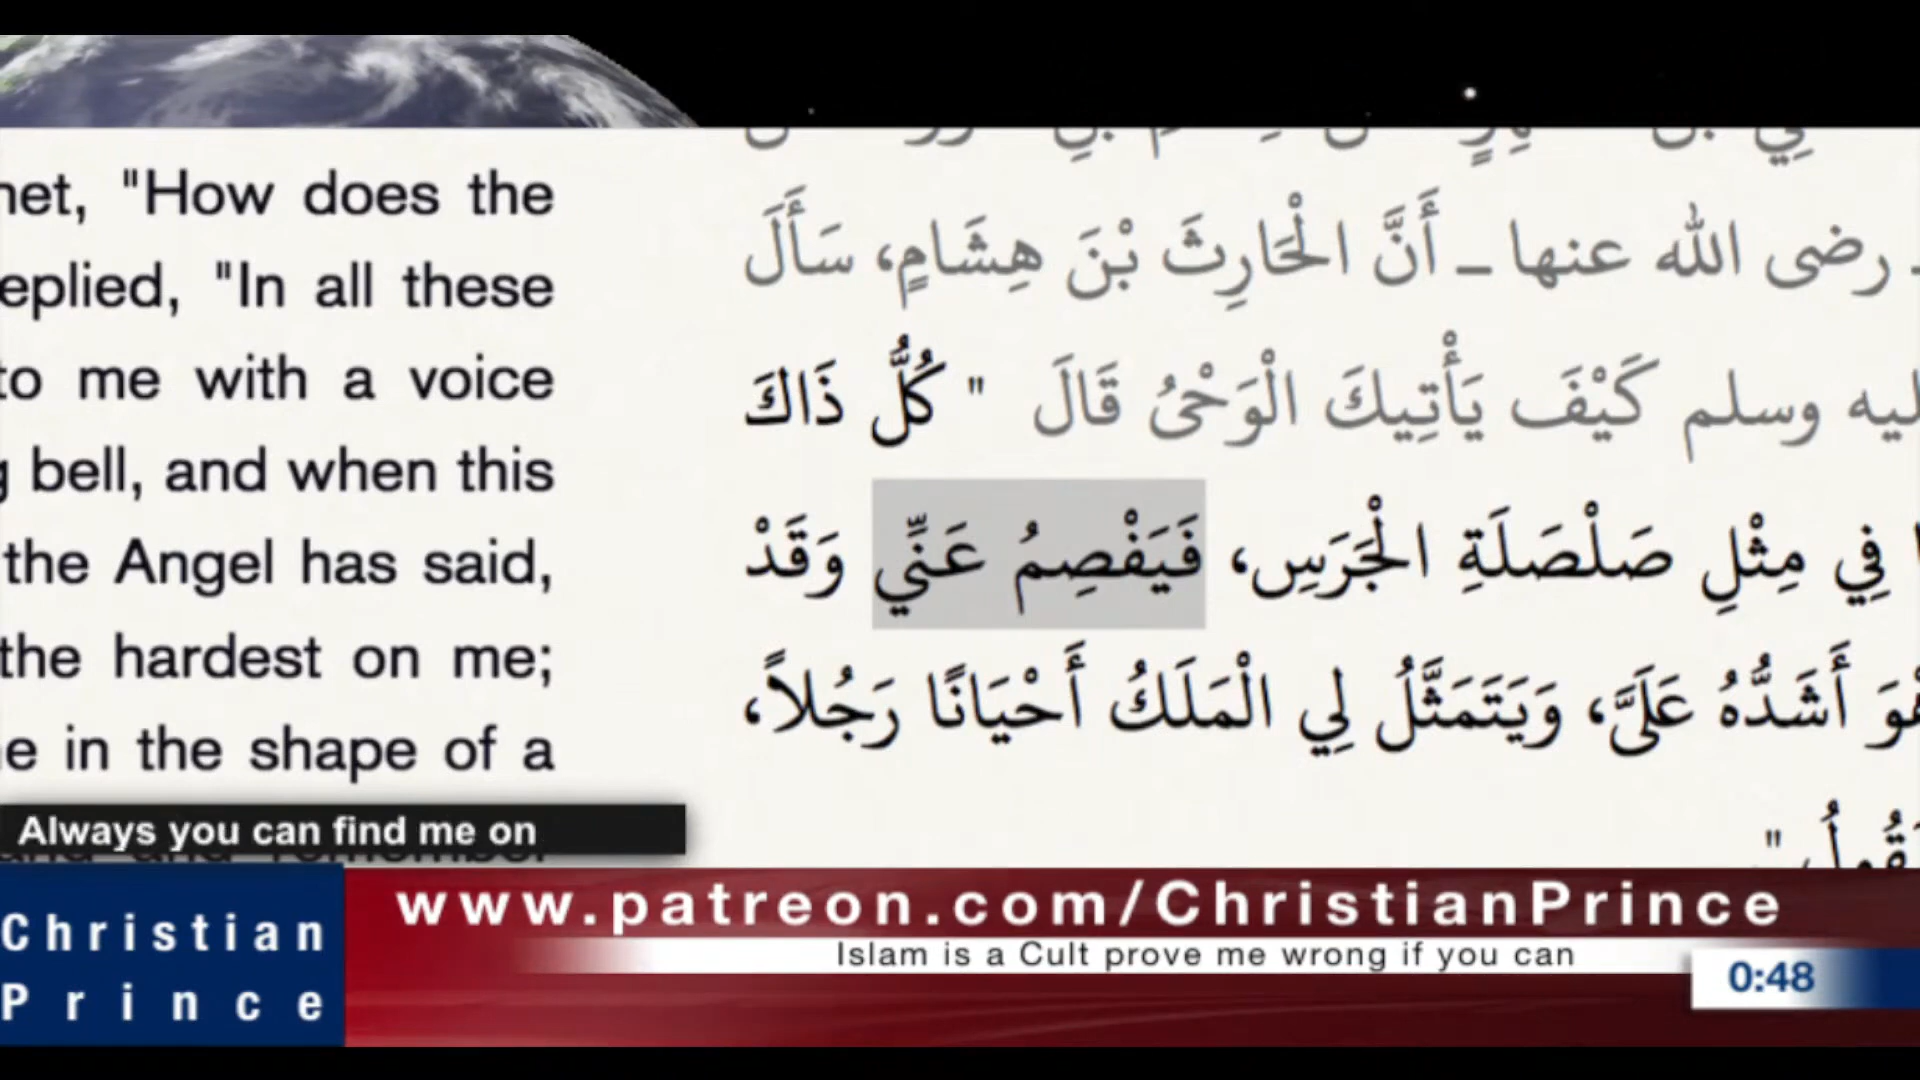 net, "How does the
eplied, "In all these
to me with a voice
g bell, and when this
the Angel has said,
the hardest on me;
e in the shape of a
ـ رضى الله عنها ـ أَنَّ الْحَارِثَ بْنَ هِشَامٍ، سَأَلَ
ليه وسلم كَيْفَ يَأْتِيكَ الْوَحْىُ قَالَ " كُلُّ ذَاكَ
ا فِي مِثْلِ صَلْصَلَةِ الْجَرَسِ، فَيَفْصِمُ عَنِّي وَقَدْ
هُوَ أَشَدُّهُ عَلَىَّ، وَيَتَمَثَّلُ لِي الْمَلَكُ أَحْيَانًا رَجُلاً،
Always you can find me on
Christian
Prince
www.patreon.com/ChristianPrince
Islam is a Cult prove me wrong if you can
0:48